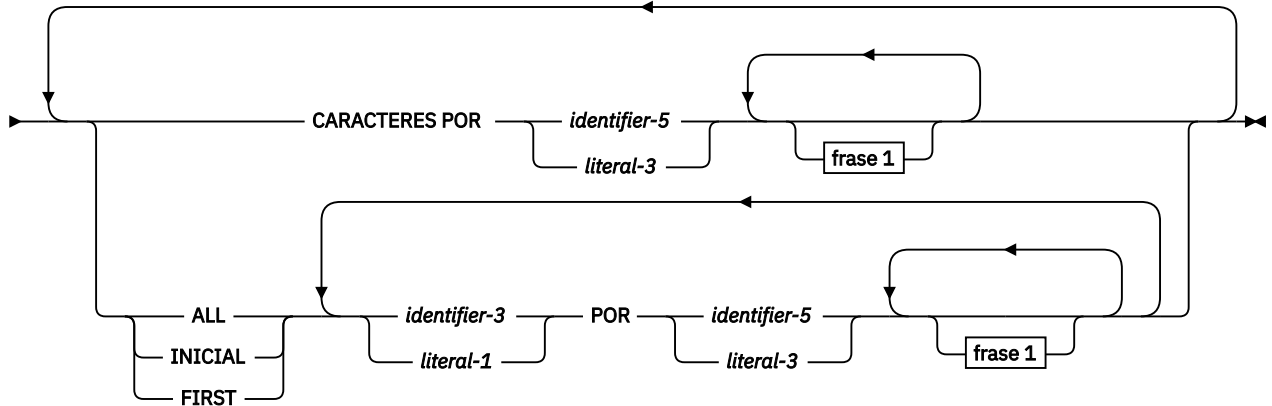 CARACTERES POR identifier-5
literal-3
frase 1
ALL identifier-3 POR identifier-5
INICIAL literal-1 literal-3 frase 1
FIRST